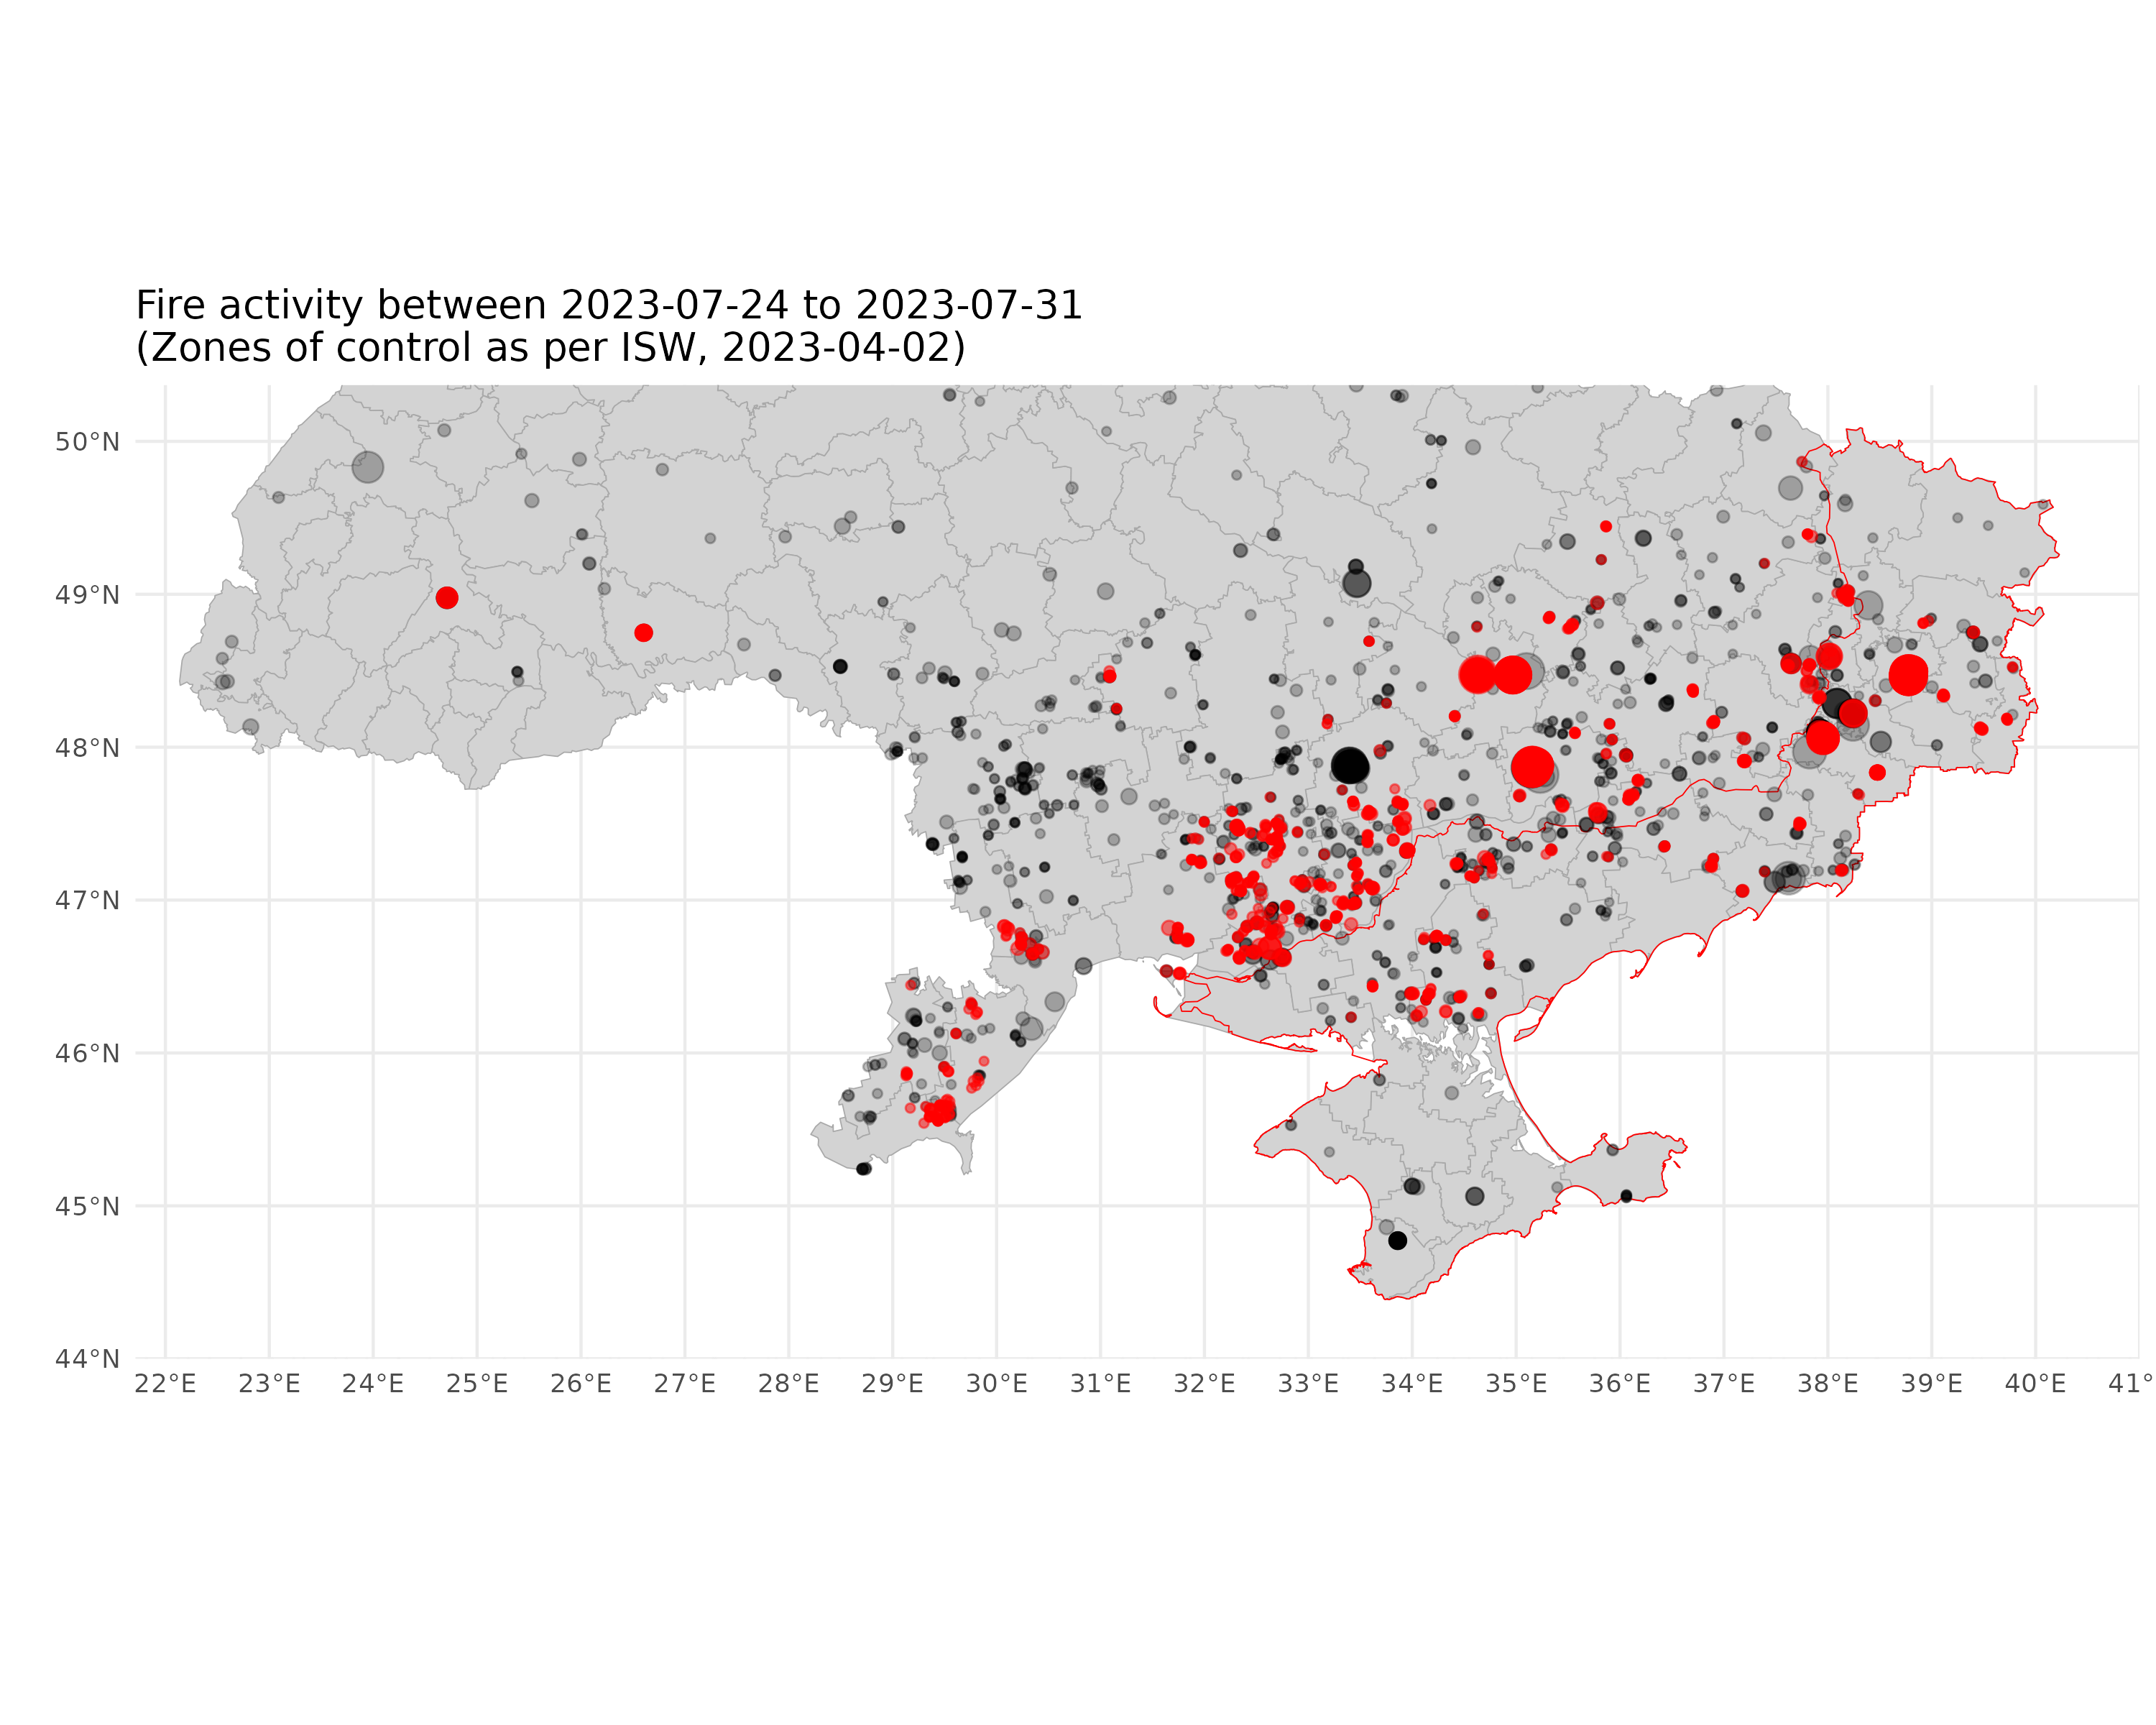 Fire activity between 2023-07-24 to 2023-07-31
(Zones of control as per ISW, 2023-04-02)
50°N
49°N
48°N
47°N
46°N
45°N
44°N
22°E 23°E 24°E 25°E 26°E 27°E 28°E 29°E 30°E 31°E 32°E 33°E 34°E 35°E 36°E 37°E 38°E 39°E 40°E 41°